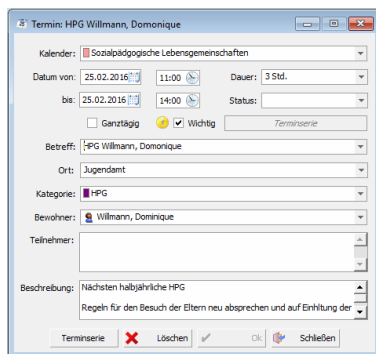 Termin: HPG Willmann, Domonique
Kalender: Sozialpädgogische Lebensgemeinschaften
Datum von: 25.02.2016 11:00 Dauer: 3 Std.
bis: 25.02.2016 14:00 Status:
Ganztägig Wichtig Terminserie
Betreff: HPG Willmann, Domonique
Ort: Jugendamt
Kategorie: HPG
Bewohner: Willmann, Dominique
Teilnehmer:
Beschreibung: Nächsten halbjährliche HPG
Regeln für den Besuch der Eltern neu absprechen und auf Einhltung der
Terminserie Löschen Ok Schließen